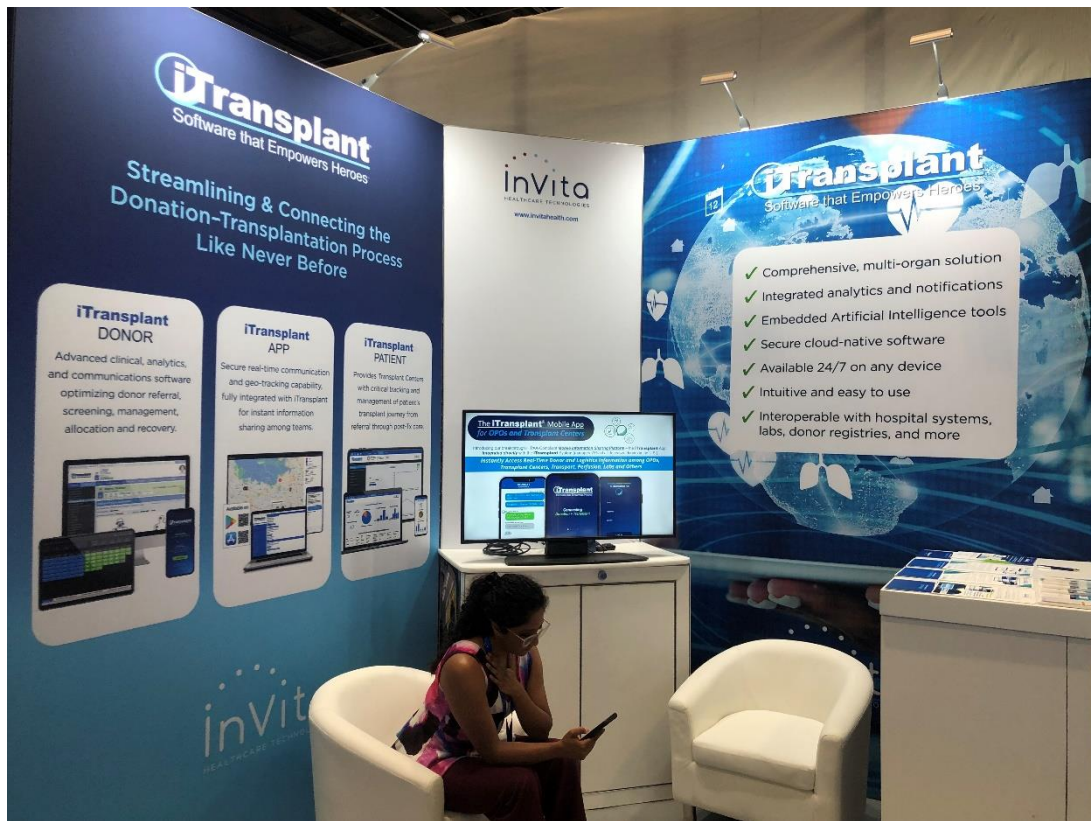 iTransplant
Software that Empowers Heroes
Streamlining & Connecting the
Donation-Transplantation Process
Like Never Before
iTransplant
DONOR
Advanced clinical, analytics,
and communications software
optimizing donor referral,
screening, management,
allocation and recovery.
iTransplant
APP
Secure real-time communication
and geo-tracking capability,
fully integrated with iTransplant
for instant information
sharing among teams.
Available on
iTransplant
PATIENT
Provides Transplant Centers
with critical tracking and
management of patient's
transplant journey from
referral through post-tx care.
inVita
HEALTHCARE TECHNOLOGIES
inVita
HEALTHCARE TECHNOLOGIES
www.invitahealth.com
The iTransplant® Mobile App
for OPOs and Transplant Centers
Instantly Access Real-Time Donor and Logistics Information among OPOs,
Transplant Centers, Transport, Perfusion, Labs and Others
iTransplant
iTransplant
Software that Empowers Heroes
12
✓ Comprehensive, multi-organ solution
✓ Integrated analytics and notifications
✓ Embedded Artificial Intelligence tools
✓ Secure cloud-native software
✓ Available 24/7 on any device
✓ Intuitive and easy to use
✓ Interoperable with hospital systems,
labs, donor registries, and more